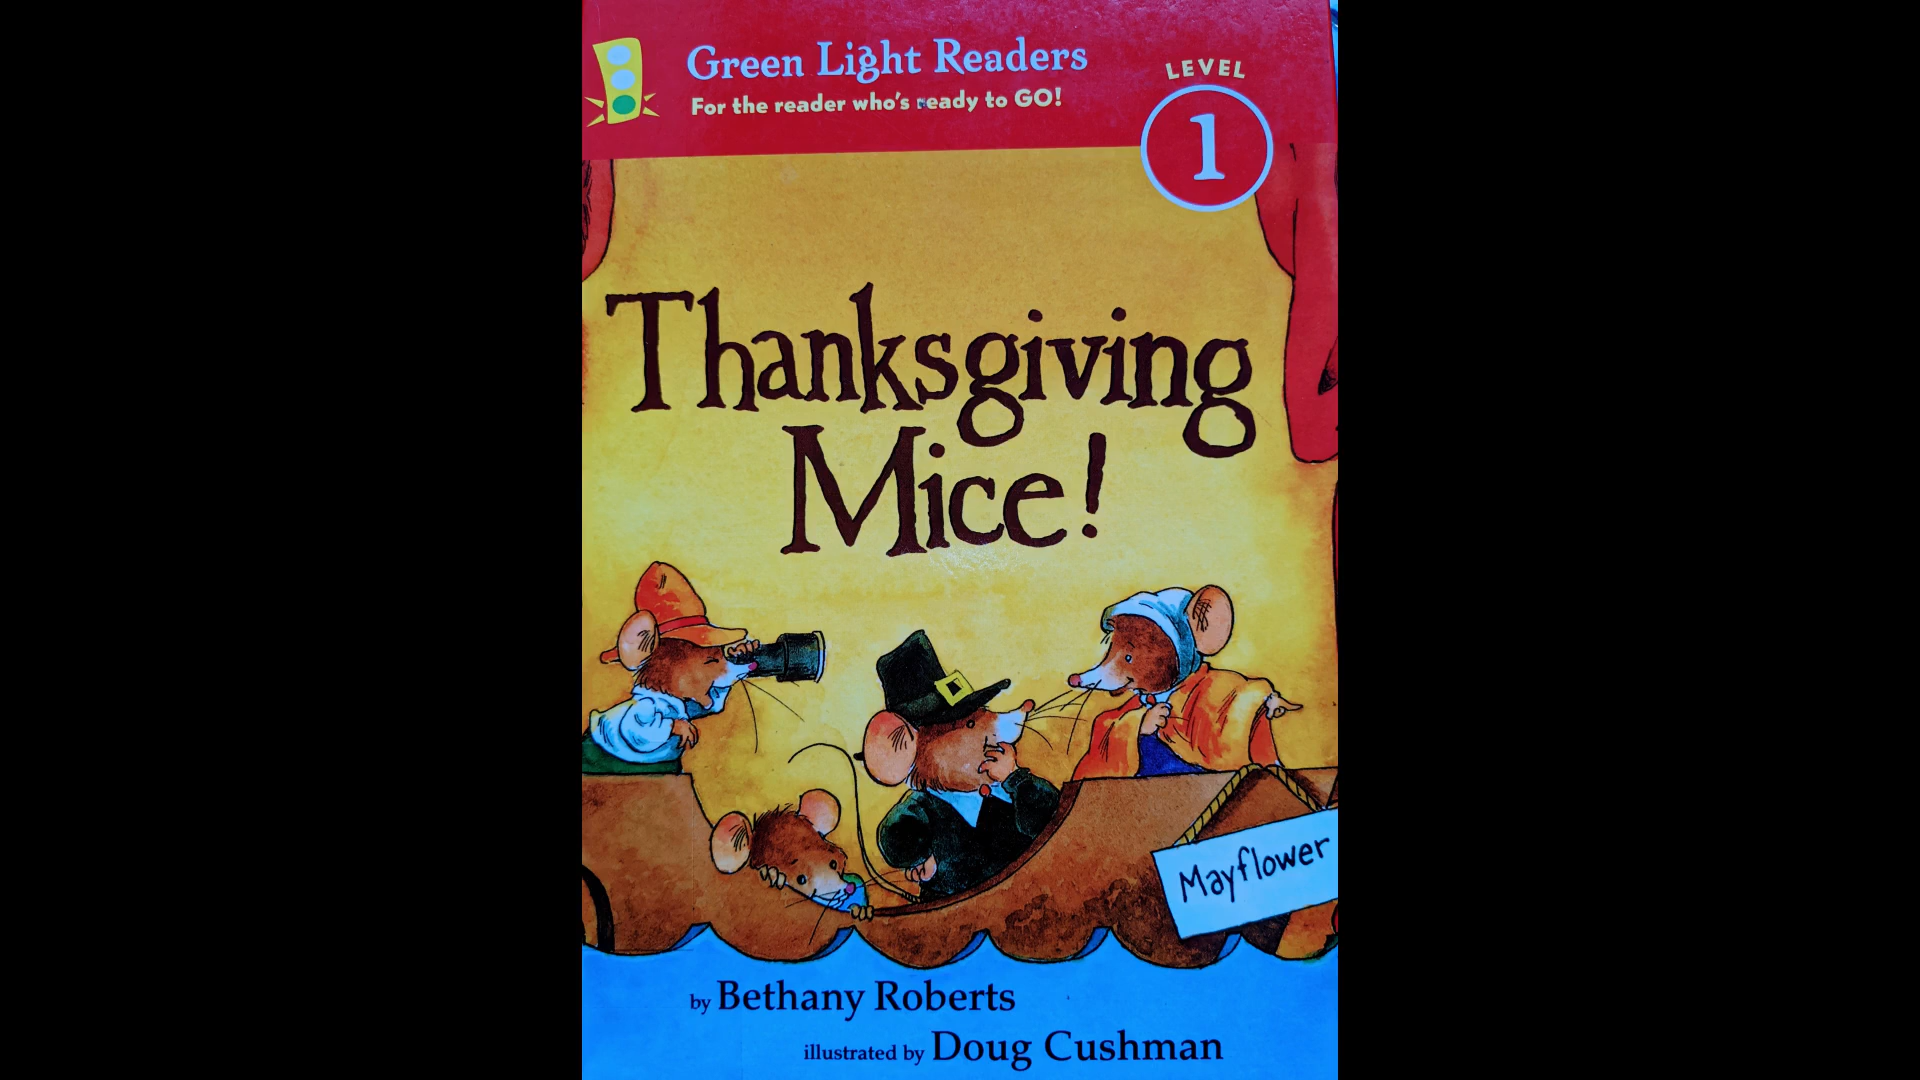 Green Light Readers
For the reader who's ready to GO!
LEVEL
1
Thanksgiving
Mice!
Mayflower
by Bethany Roberts
illustrated by Doug Cushman